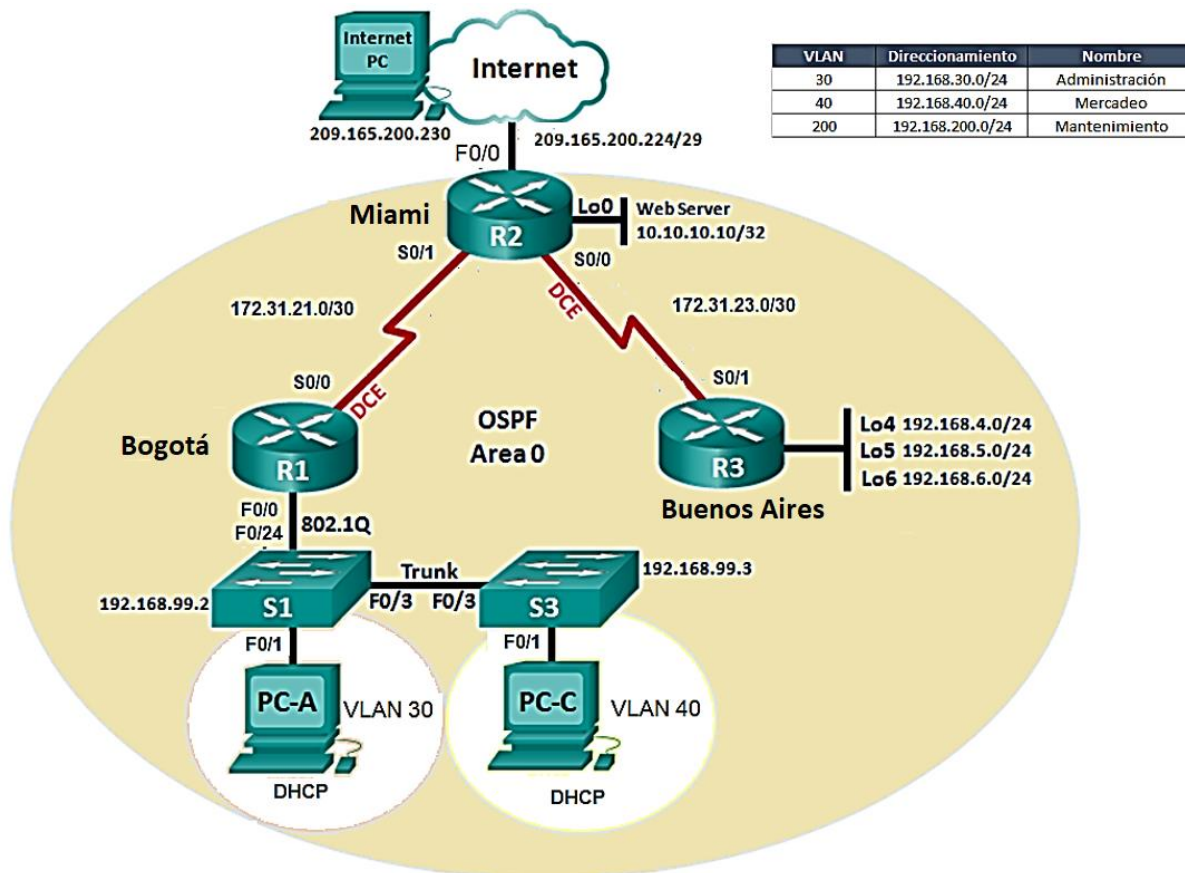 Internet
PC
Internet
209.165.200.230
209.165.200.224/29
F0/0
VLAN Direccionamiento Nombre
30 192.168.30.0/24 Administración
40 192.168.40.0/24 Mercadeo
200 192.168.200.0/24 Mantenimiento
Miami
R2
Lo0
Web Server
10.10.10.10/32
S0/1
S0/0
DCE
172.31.21.0/30
172.31.23.0/30
S0/0
DCE
S0/1
OSPF
Area 0
Bogotá
R1
R3
Buenos Aires
Lo4 192.168.4.0/24
Lo5 192.168.5.0/24
Lo6 192.168.6.0/24
F0/0
F0/24
802.1Q
Trunk
192.168.99.3
192.168.99.2
S1
F0/3
F0/3
S3
F0/1
F0/1
PC-A
VLAN 30
PC-C
VLAN 40
DHCP
DHCP